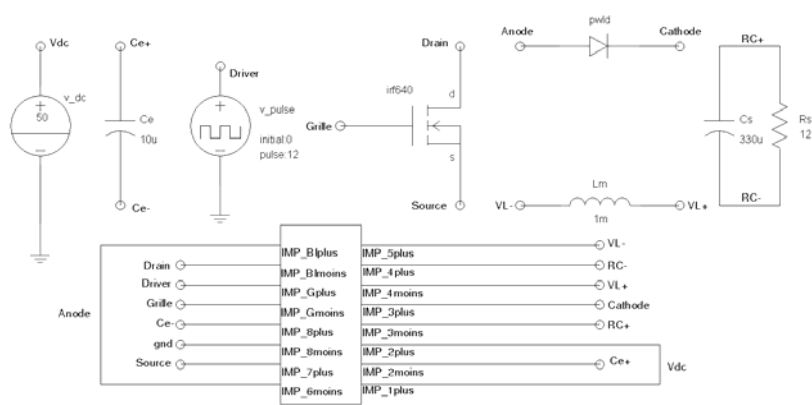 Vdc
Ce+
Driver
Drain
Anode
pwld
Cathode
RC+
50
v_dc
Ce
10u
v_pulse
initial:0
pulse:12
irf640
d
Grille
s
Cs
330u
Rs
12
Ce-
Source
VL-
Lm
1m
VL+
RC-
IMP_BIplus
IMP_5plus
VL-
Drain
IMP_BImoins
IMP_4plus
RC-
Driver
IMP_Gplus
IMP_4moins
VL+
Anode
Grille
IMP_Gmoins
IMP_3plus
Cathode
Ce-
IMP_8plus
IMP_3moins
RC+
gnd
IMP_8moins
IMP_2plus
Source
IMP_7plus
IMP_2moins
Ce+
Vdc
IMP_6moins
IMP_1plus